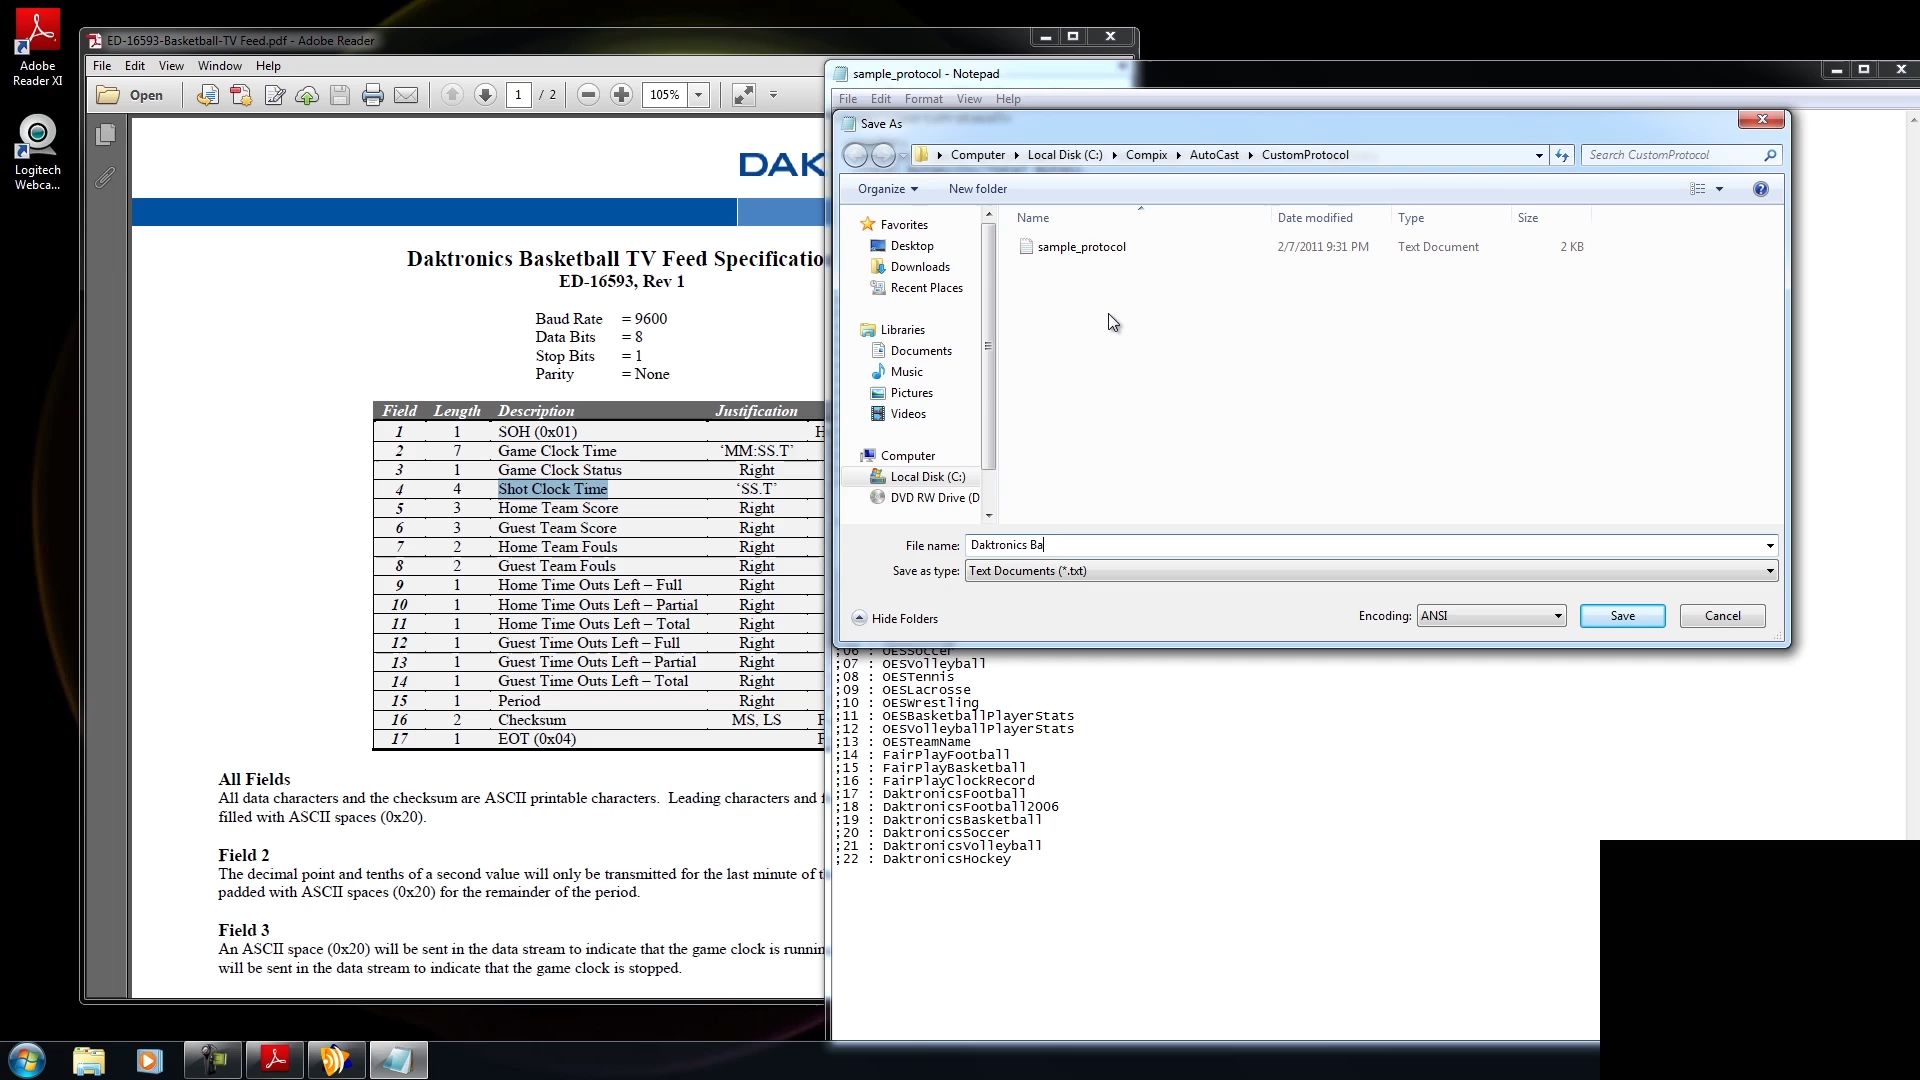 Adobe
Reader XI
Logitech
Webca...
ED-16593-Basketball-TV Feed.pdf - Adobe Reader
File Edit View Window Help
Open 1 / 2 105%
DAK
Daktronics Basketball TV Feed Specificatio
ED-16593, Rev 1
Baud Rate = 9600
Data Bits = 8
Stop Bits = 1
Parity = None
Field Length Description Justification
1 1 SOH (0x01) H
2 7 Game Clock Time ‘MM:SS.T’
3 1 Game Clock Status Right
4 4 Shot Clock Time ‘SS.T’
5 3 Home Team Score Right
6 3 Guest Team Score Right
7 2 Home Team Fouls Right
8 2 Guest Team Fouls Right
9 1 Home Time Outs Left – Full Right
10 1 Home Time Outs Left – Partial Right
11 1 Home Time Outs Left – Total Right
12 1 Guest Time Outs Left – Full Right
13 1 Guest Time Outs Left – Partial Right
14 1 Guest Time Outs Left – Total Right
15 1 Period Right
16 2 Checksum MS, LS F
17 1 EOT (0x04) F
All Fields
All data characters and the checksum are ASCII printable characters. Leading characters and f
filled with ASCII spaces (0x20).
Field 2
The decimal point and tenths of a second value will only be transmitted for the last minute of t
padded with ASCII spaces (0x20) for the remainder of the period.
Field 3
An ASCII space (0x20) will be sent in the data stream to indicate that the game clock is runnin
will be sent in the data stream to indicate that the game clock is stopped.
sample_protocol - Notepad
File Edit Format View Help
Save As
Computer Local Disk (C:) Compix AutoCast CustomProtocol Search CustomProtocol
Organize New folder
Name Date modified Type Size
sample_protocol 2/7/2011 9:31 PM Text Document 2 KB
Favorites
Desktop
Downloads
Recent Places
Libraries
Documents
Music
Pictures
Videos
Computer
Local Disk (C:)
DVD RW Drive (D
File name: Daktronics Ba
Save as type: Text Documents (*.txt)
Hide Folders Encoding: ANSI Save Cancel
;06 : OESSoccer
;07 : OESVolleyball
;08 : OESTennis
;09 : OESLacrosse
;10 : OESWrestling
;11 : OESBasketballPlayerStats
;12 : OESVolleyballPlayerStats
;13 : OESTeamName
;14 : FairPlayFootball
;15 : FairPlayBasketball
;16 : FairPlayClockRecord
;17 : DaktronicsFootball
;18 : DaktronicsFootball2006
;19 : DaktronicsBasketball
;20 : DaktronicsSoccer
;21 : DaktronicsVolleyball
;22 : DaktronicsHockey